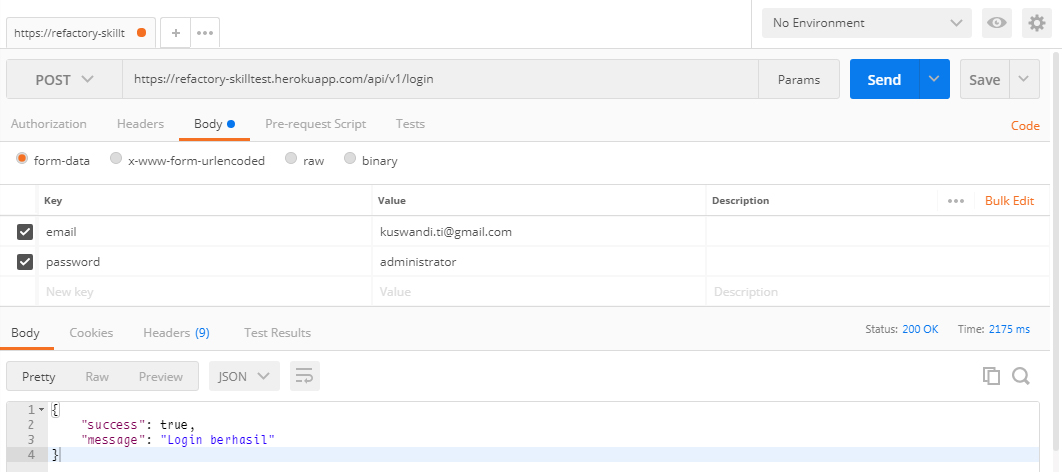 https://refactory-skillt + ••• No Environment
POST https://refactory-skilltest.herokuapp.com/api/v1/login Params Send Save
Authorization Headers Body Pre-request Script Tests Code
form-data x-www-form-urlencoded raw binary
Key Value Description ••• Bulk Edit
email kuswandi.ti@gmail.com
password administrator
New key Value Description
Body Cookies Headers (9) Test Results Status: 200 OK Time: 2175 ms
Pretty Raw Preview JSON
1 {
2 "success": true,
3 "message": "Login berhasil"
4 }